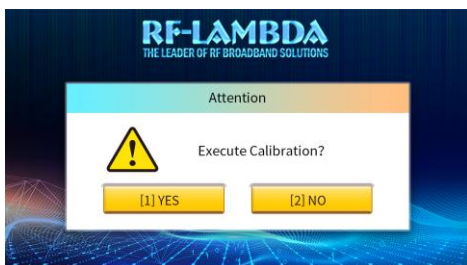 RF-LAMBDA
THE LEADER OF RF BROADBAND SOLUTIONS
Attention
Execute Calibration?
[1] YES
[2] NO